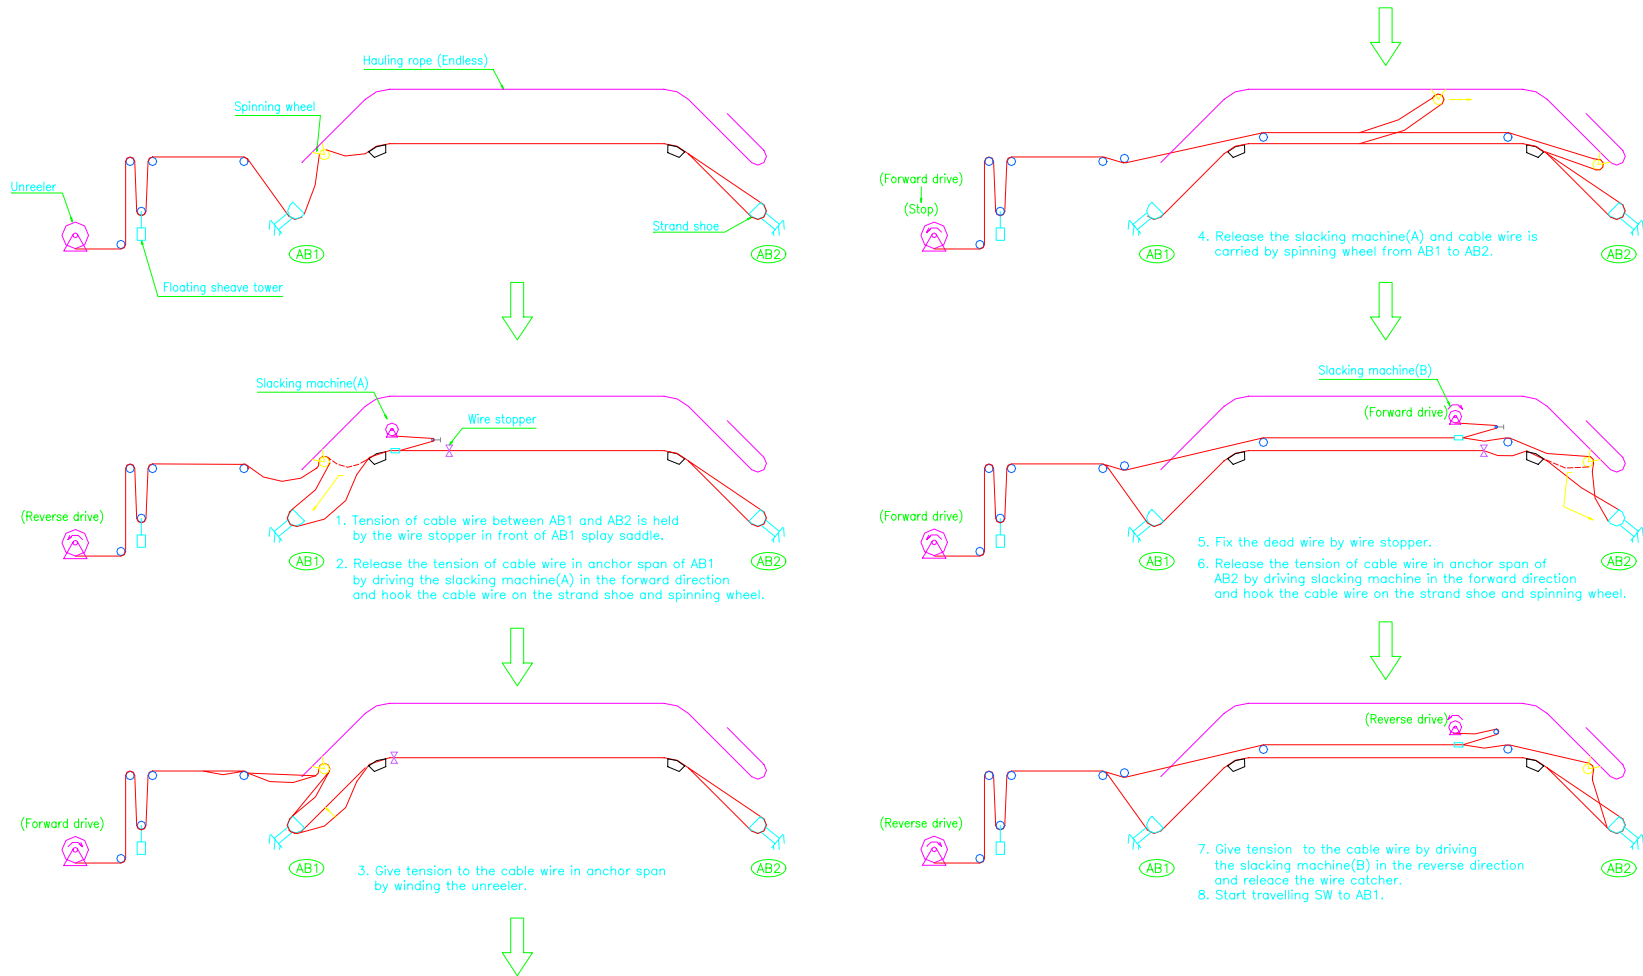 Hauling rope (Endless)
Spinning wheel
Unreeler
Strand shoe
AB1
AB2
Floating sheave tower
Slacking machine(A)
Wire stopper
(Reverse drive)
1. Tension of cable wire between AB1 and AB2 is held
by the wire stopper in front of AB1 splay saddle.
AB1
AB2
2. Release the tension of cable wire in anchor span of AB1
by driving the slacking machine(A) in the forward direction
and hook the cable wire on the strand shoe and spinning wheel.
(Forward drive)
AB1
AB2
3. Give tension to the cable wire in anchor span
by winding the unreeler.
(Forward drive)
(Stop)
4. Release the slacking machine(A) and cable wire is
carried by spinning wheel from AB1 to AB2.
AB1
AB2
Slacking machine(B)
(Forward drive)
(Forward drive)
5. Fix the dead wire by wire stopper.
AB1
AB2
6. Release the tension of cable wire in anchor span of
AB2 by driving slacking machine in the forward direction
and hook the cable wire on the strand shoe and spinning wheel.
(Reverse drive)
(Reverse drive)
7. Give tension to the cable wire by driving
the slacking machine(B) in the reverse direction
and releace the wire catcher.
AB1
AB2
8. Start travelling SW to AB1.